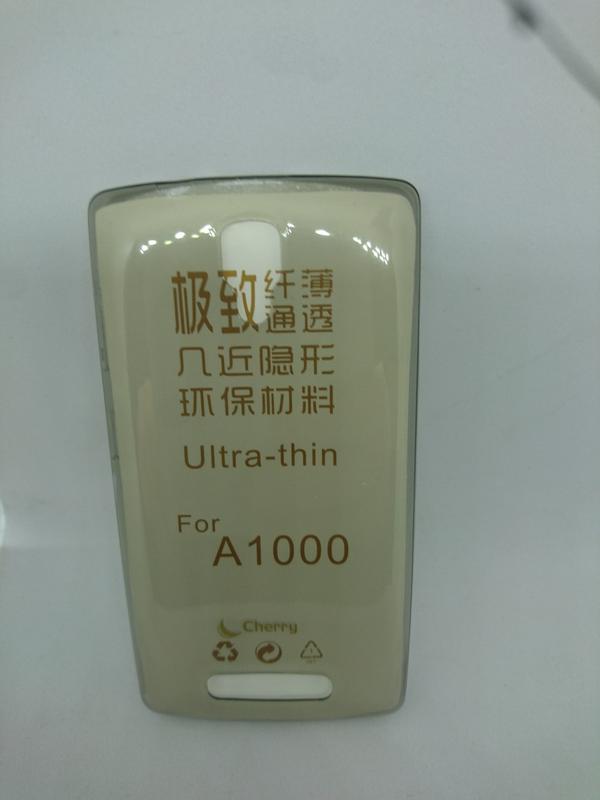 极致纤薄
通透
几近隐形
环保材料
Ultra-thin
For
A1000
Cherry